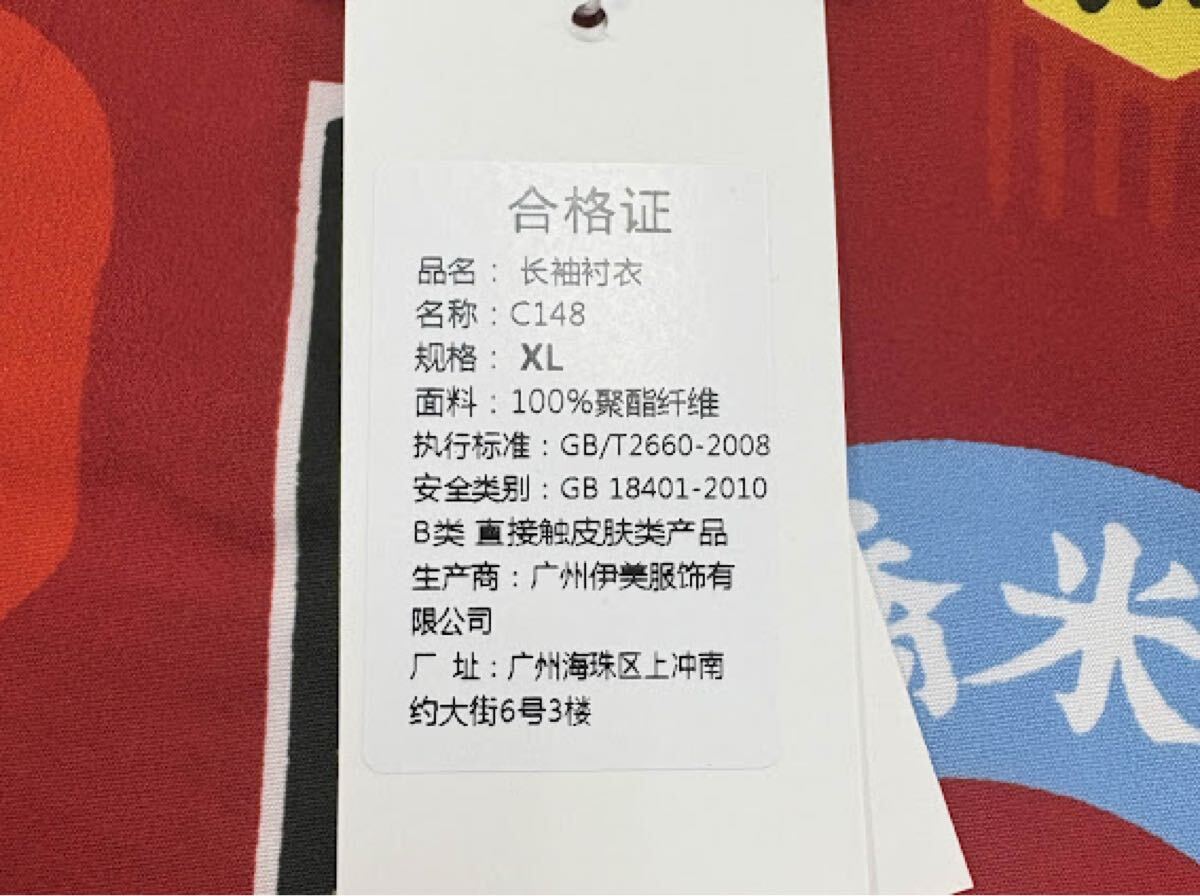 合格证
品名： 长袖衬衣
名称：C148
规格： XL
面料：100%聚酯纤维
执行标准：GB/T2660-2008
安全类别：GB 18401-2010
B类 直接触皮肤类产品
生产商：广州伊美服饰有
限公司
厂 址：广州海珠区上冲南
约大街6号3楼
香米